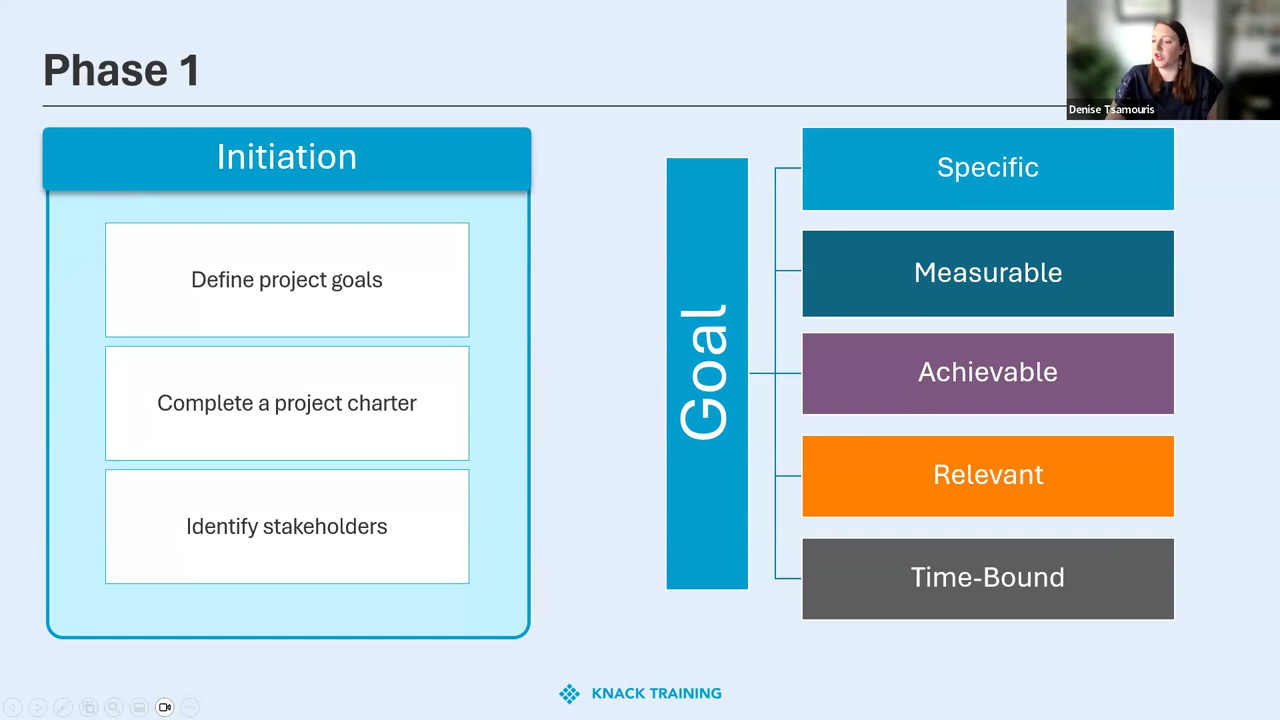 Phase 1
Denise Tsamouris
Initiation
Define project goals
Complete a project charter
Identify stakeholders
Goal
Specific
Measurable
Achievable
Relevant
Time-Bound
KNACK TRAINING